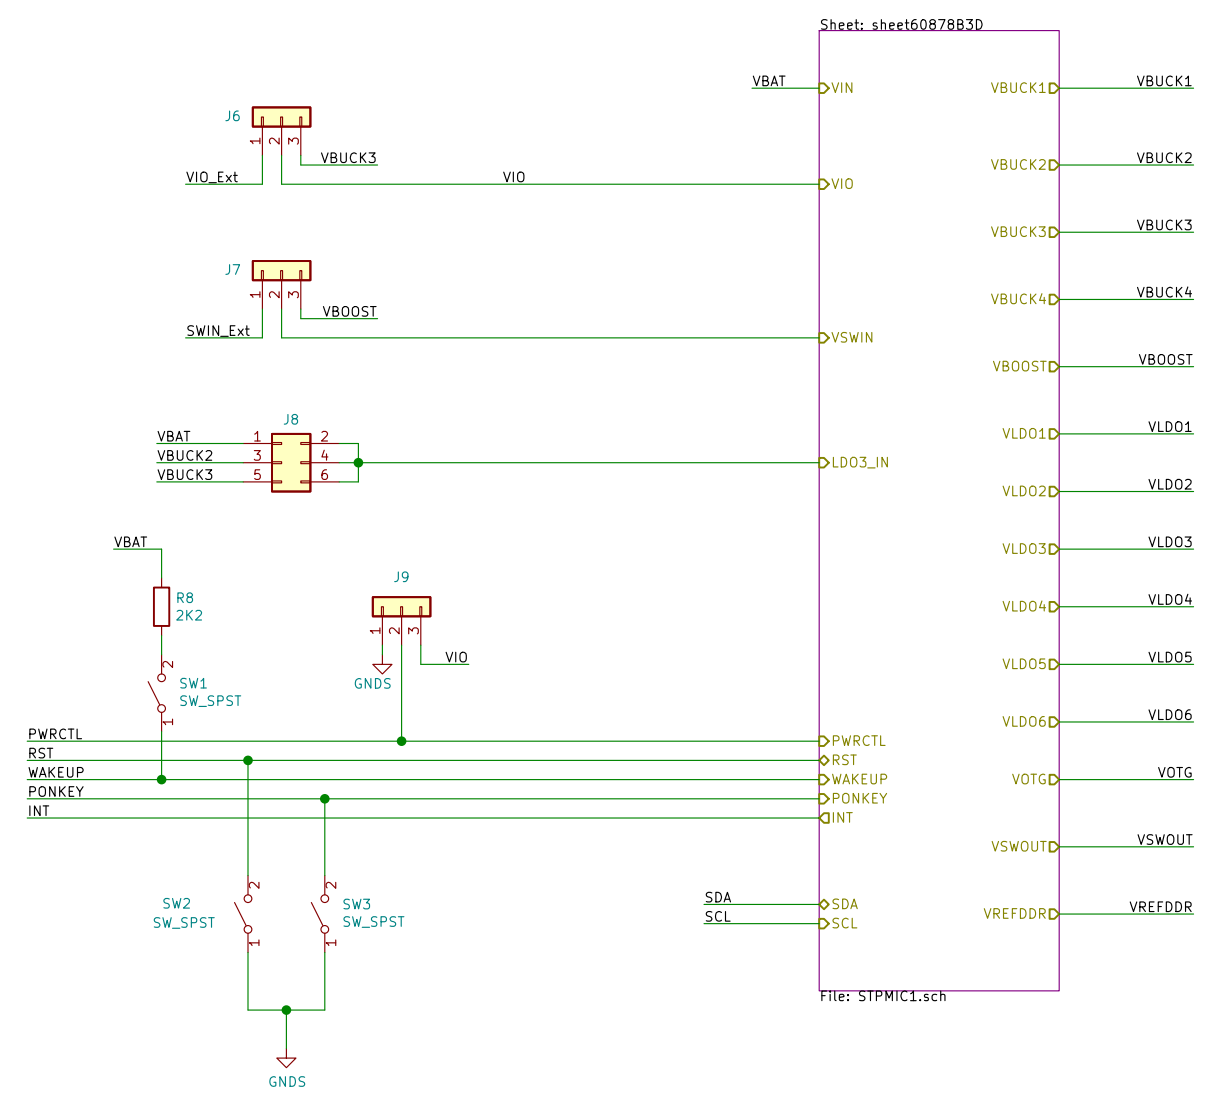 Sheet: sheet60878B3D
VBAT
VIN
VBUCK1
VBUCK1
J6
1
2
3
VBUCK3
VBUCK2
VBUCK2
VIO_Ext
VIO
VIO
VBUCK3
VBUCK3
J7
1
2
3
VBOOST
VBUCK4
VBUCK4
SWIN_Ext
VSWIN
VBOOST
VBOOST
J8
VBAT
1
2
VLDO1
VLDO1
VBUCK2
3
4
LDO3_IN
VBUCK3
5
6
VLDO2
VLDO2
VBAT
VLDO3
VLDO3
J9
R8
2K2
VLDO4
VLDO4
1
2
3
VIO
VLDO5
VLDO5
2
SW1
SW_SPST
1
GNDS
VLDO6
VLDO6
PWRCTL
PWRCTL
RST
RST
WAKEUP
WAKEUP
VOTG
VOTG
PONKEY
PONKEY
INT
INT
VSWOUT
VSWOUT
2
2
SW2
SW_SPST
SW3
SW_SPST
1
1
SDA
SDA
VREFDDR
VREFDDR
SCL
SCL
File: STPMIC1.sch
GNDS